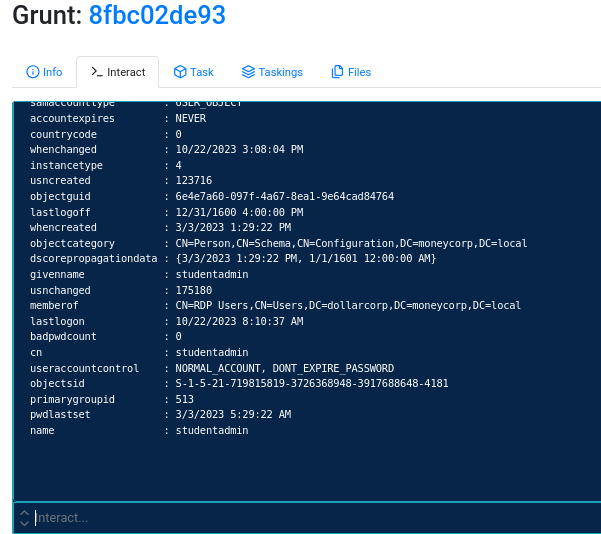 Grunt: 8fbc02de93
Info Interact Task Taskings Files
samaccounttype : USER_OBJECT
accountexpires : NEVER
countrycode : 0
whenchanged : 10/22/2023 3:08:04 PM
instancetype : 4
usncreated : 123716
objectguid : 6e4e7a60-097f-4a67-8ea1-9e64cad84764
lastlogoff : 12/31/1600 4:00:00 PM
whencreated : 3/3/2023 1:29:22 PM
objectcategory : CN=Person,CN=Schema,CN=Configuration,DC=moneycorp,DC=local
dscorepropagationdata : {3/3/2023 1:29:22 PM, 1/1/1601 12:00:00 AM}
givenname : studentadmin
usnchanged : 175180
memberof : CN=RDP Users,CN=Users,DC=dollarcorp,DC=moneycorp,DC=local
lastlogon : 10/22/2023 8:10:37 AM
badpwdcount : 0
cn : studentadmin
useraccountcontrol : NORMAL_ACCOUNT, DONT_EXPIRE_PASSWORD
objectsid : S-1-5-21-719815819-3726368948-3917688648-4181
primarygroupid : 513
pwdlastset : 3/3/2023 5:29:22 AM
name : studentadmin
Interact...